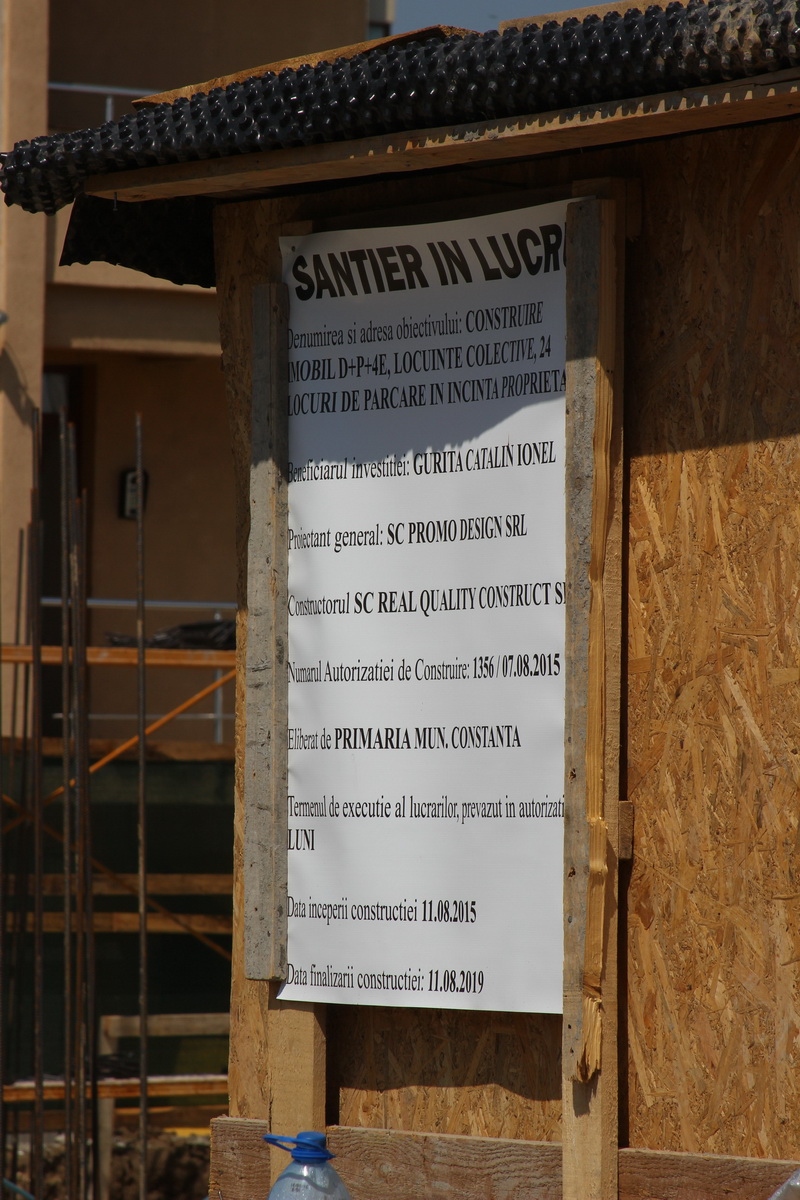 SANTIER IN LUCR
Denumirea si adresa obiectivului: CONSTRUIRE
IMOBIL D+P+4E, LOCUINTE COLECTIVE, 24
LOCURI DE PARCARE IN INCINTA PROPRIETA
Beneficiarul investitiei: GURITA CATALIN IONEL
Proiectant general: SC PROMO DESIGN SRL
Constructorul SC REAL QUALITY CONSTRUCT S
Numarul Autorizatiei de Construire: 1356 / 07.08.2015
Eliberat de PRIMARIA MUN. CONSTANTA
Termenul de executie al lucrarilor, prevazut in autorizati
LUNI
Data inceperii constructiei 11.08.2015
Data finalizarii constructiei: 11.08.2019